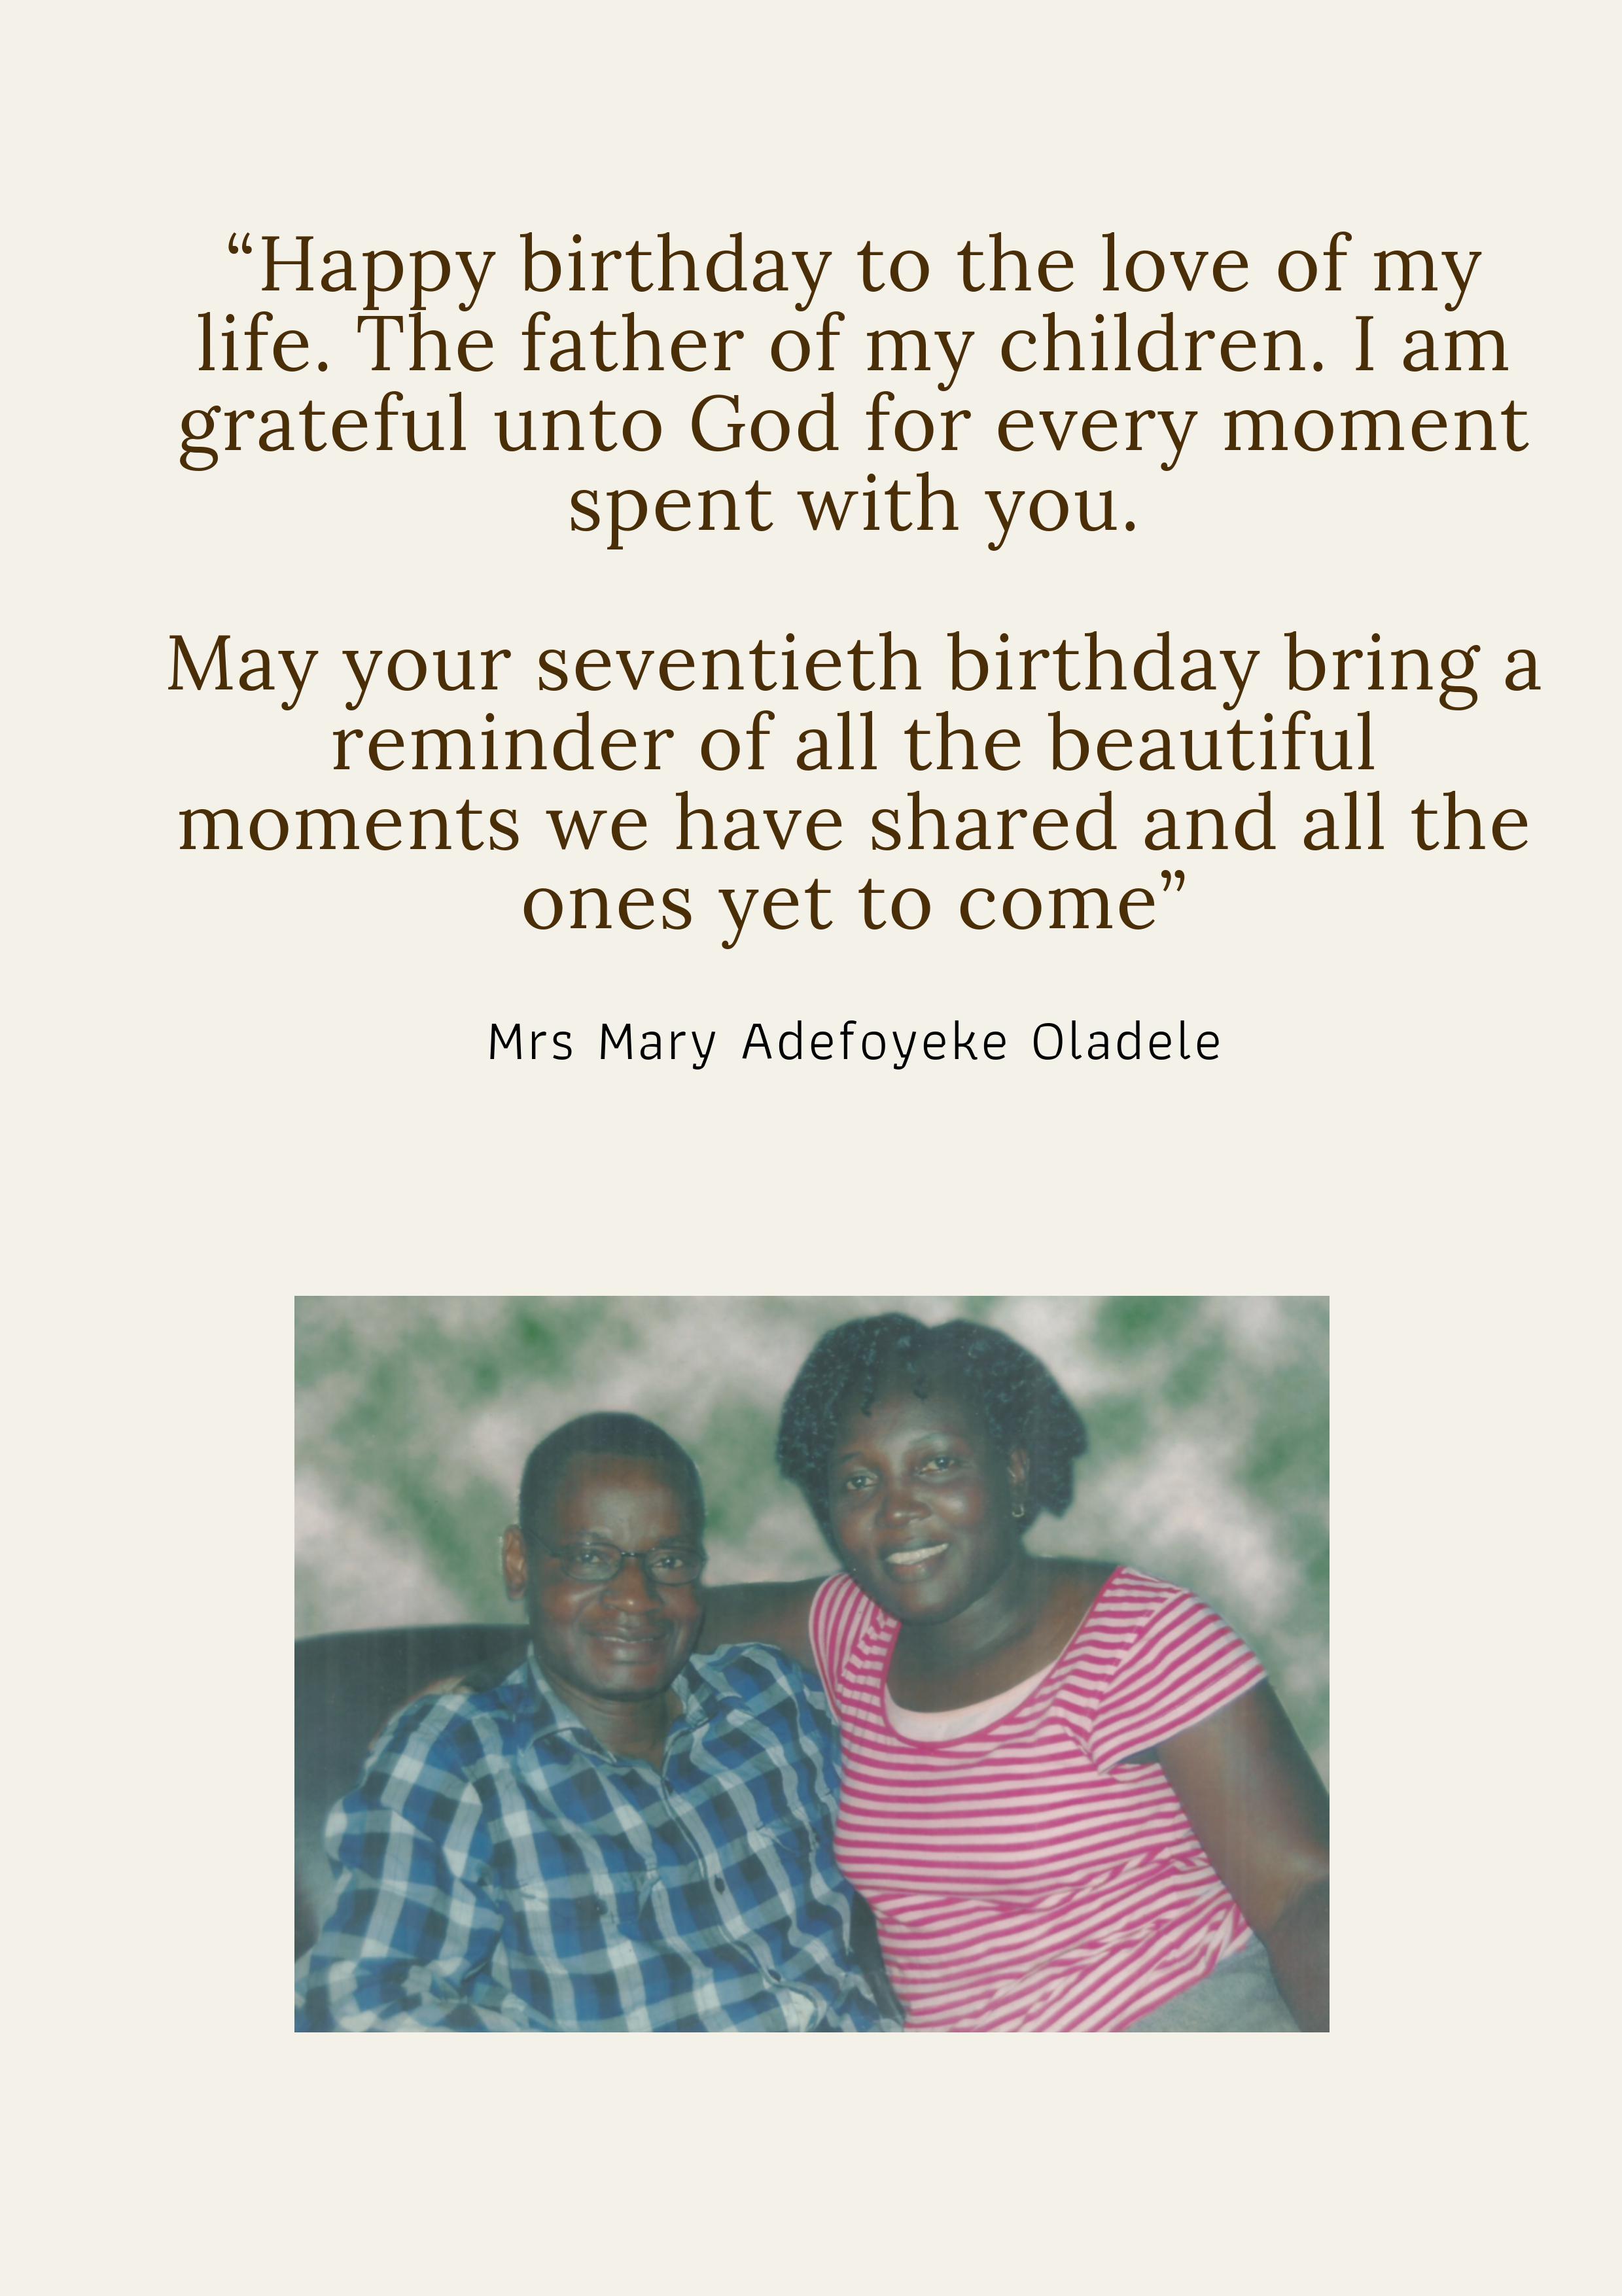 “Happy birthday to the love of my
life. The father of my children. I am
grateful unto God for every moment
spent with you.
May your seventieth birthday bring a
reminder of all the beautiful
moments we have shared and all the
ones yet to come”
Mrs Mary Adefoyeke Oladele